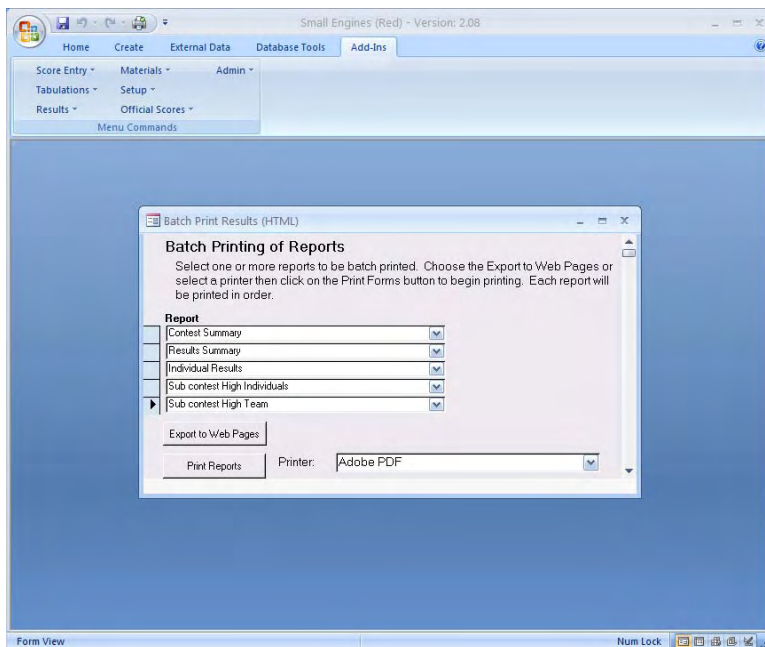 Small Engines (Red) - Version: 2.08
Home Create External Data Database Tools Add-Ins
Score Entry Materials Admin
Tabulations Setup
Results Official Scores
Menu Commands
Batch Print Results (HTML)
Batch Printing of Reports
Select one or more reports to be batch printed. Choose the Export to Web Pages or
select a printer then click on the Print Forms button to begin printing. Each report will
be printed in order.
Report
Contest Summary
Results Summary
Individual Results
Sub contest High Individuals
Sub contest High Team
Export to Web Pages
Print Reports Printer: Adobe PDF
Form View Num Lock